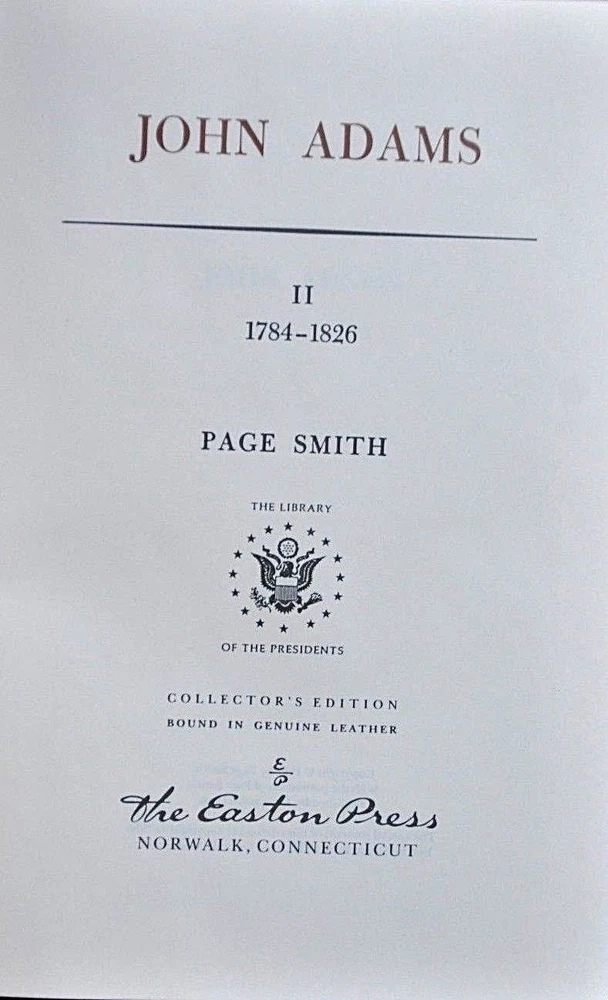 JOHN ADAMS
II
1784–1826
PAGE SMITH
THE LIBRARY
OF THE PRESIDENTS
COLLECTOR'S EDITION
BOUND IN GENUINE LEATHER
E
P
The Easton Press
NORWALK, CONNECTICUT